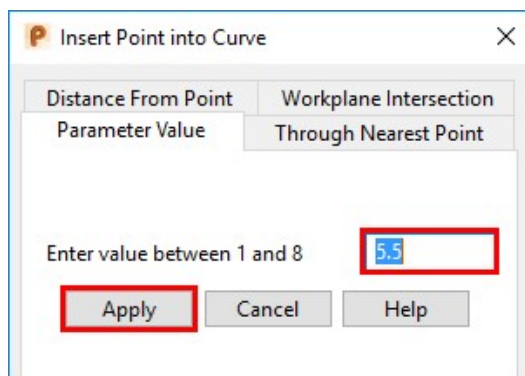 P Insert Point into Curve
Distance From Point Workplane Intersection
Parameter Value Through Nearest Point
Enter value between 1 and 8 5.5
Apply Cancel Help